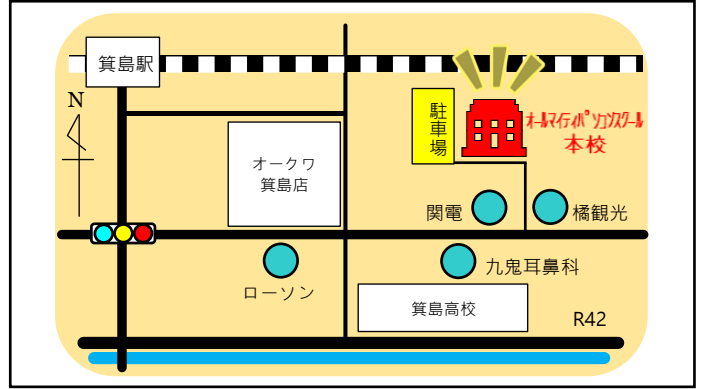 箕島駅
N
駐車場
オールマイティパソコンスクール
本校
オークワ
箕島店
関電
橘観光
ローソン
九鬼耳鼻科
箕島高校
R42